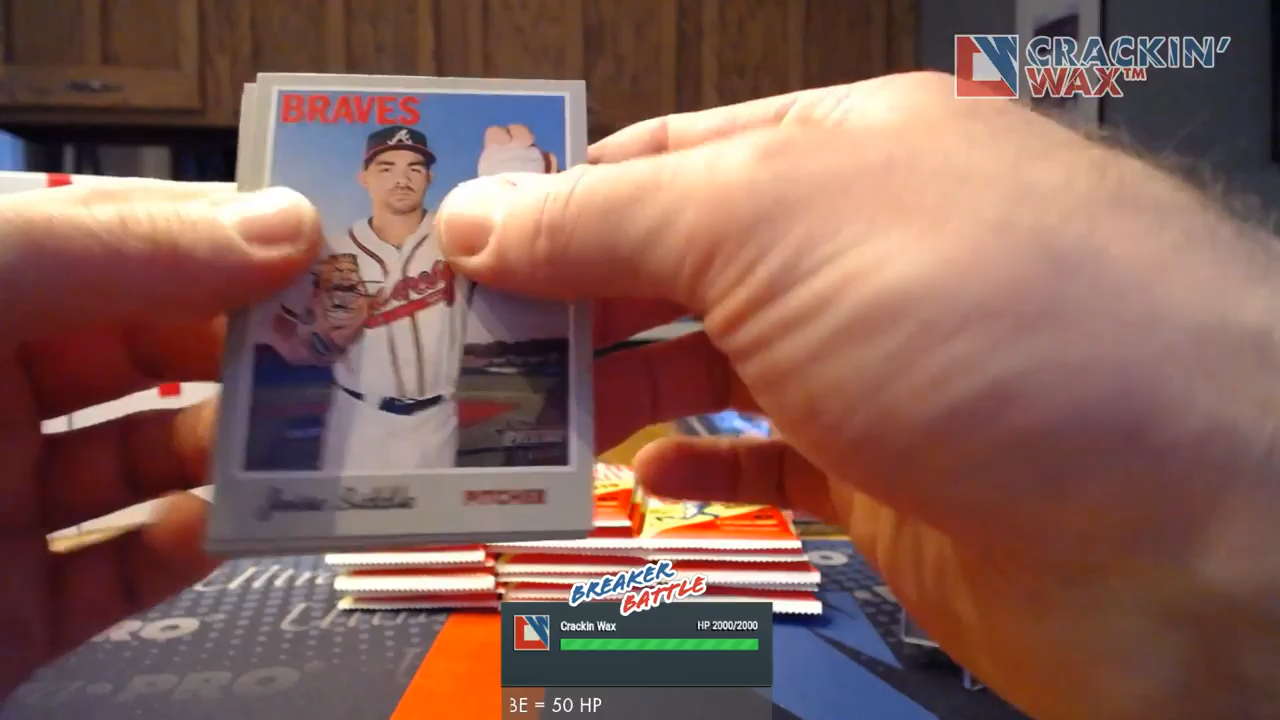 CRACKIN'
WAX™
BRAVES
PITCHER
BREAKER
BATTLE
Crackin Wax HP 2000/2000
BE = 50 HP
PRO
PRO